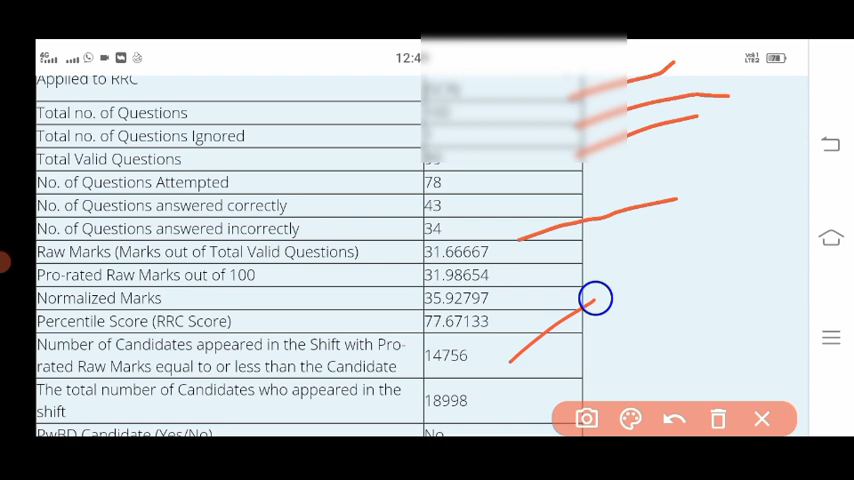 4G
12:4
Vo1)
LTE2
78
Applied to RRC
Total no. of Questions
Total no. of Questions Ignored
Total Valid Questions
No. of Questions Attempted 78
No. of Questions answered correctly 43
No. of Questions answered incorrectly 34
Raw Marks (Marks out of Total Valid Questions) 31.66667
Pro-rated Raw Marks out of 100 31.98654
Normalized Marks 35.92797
Percentile Score (RRC Score) 77.67133
Number of Candidates appeared in the Shift with Pro-
rated Raw Marks equal to or less than the Candidate 14756
The total number of Candidates who appeared in the
shift 18998
PwBD Candidate (Yes/No) No